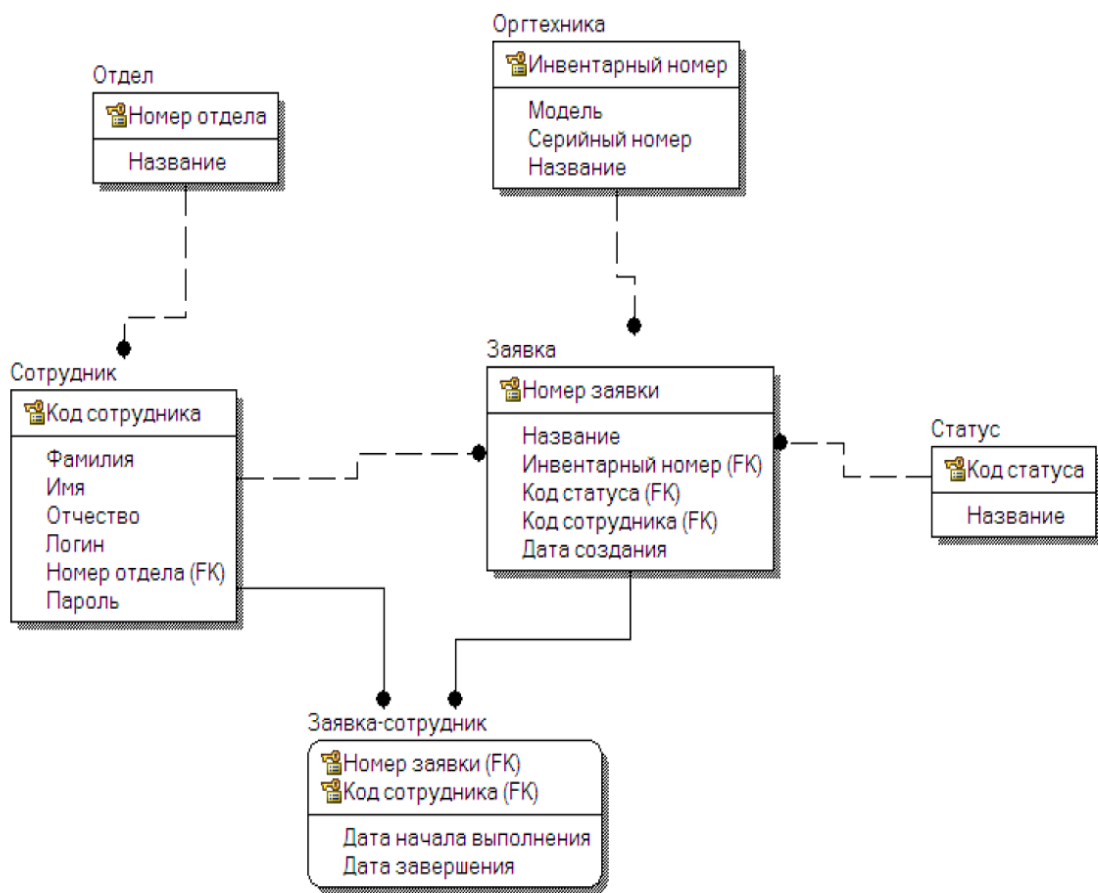 Отдел
Номер отдела
Название
Оргтехника
Инвентарный номер
Модель
Серийный номер
Название
Сотрудник
Код сотрудника
Фамилия
Имя
Отчество
Логин
Номер отдела (FK)
Пароль
Заявка
Номер заявки
Название
Инвентарный номер (FK)
Код статуса (FK)
Код сотрудника (FK)
Дата создания
Статус
Код статуса
Название
Заявка-сотрудник
Номер заявки (FK)
Код сотрудника (FK)
Дата начала выполнения
Дата завершения